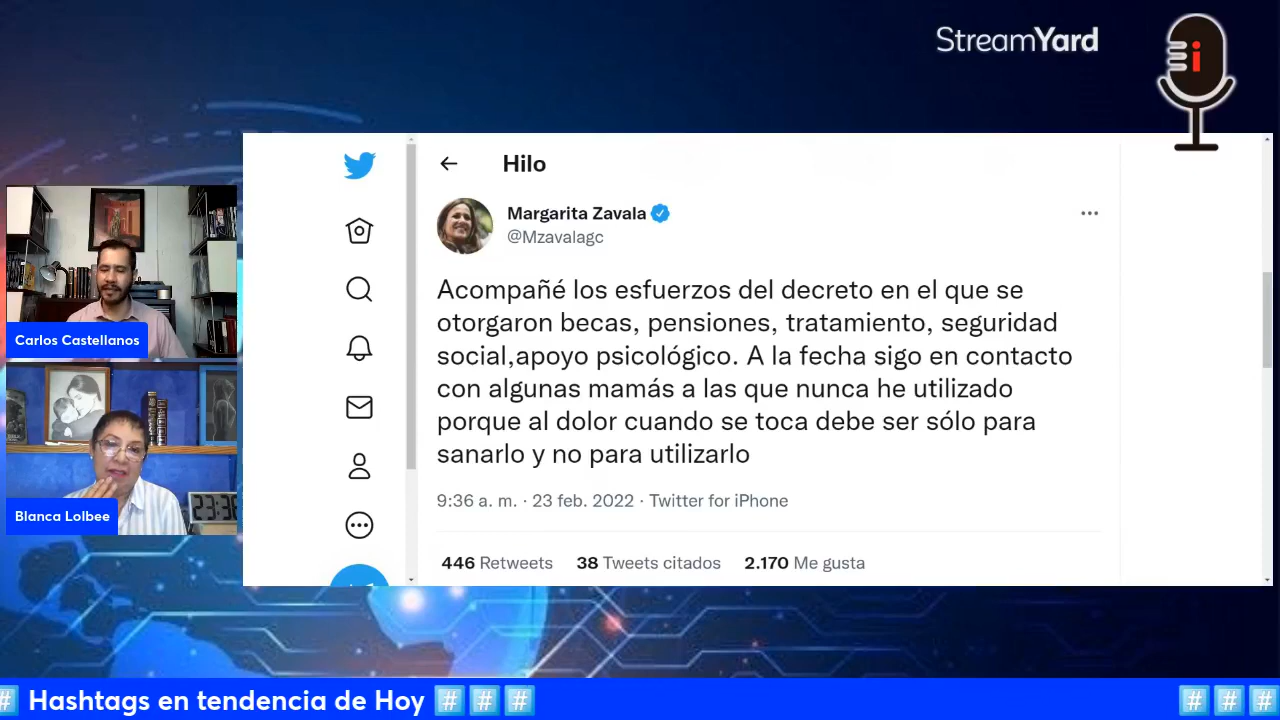 StreamYard
i
Hilo
Margarita Zavala
@Mzavalagc
Acompañé los esfuerzos del decreto en el que se
otorgaron becas, pensiones, tratamiento, seguridad
social,apoyo psicológico. A la fecha sigo en contacto
con algunas mamás a las que nunca he utilizado
porque al dolor cuando se toca debe ser sólo para
sanarlo y no para utilizarlo
9:36 a. m. · 23 feb. 2022 · Twitter for iPhone
446 Retweets 38 Tweets citados 2.170 Me gusta
Carlos Castellanos
Blanca Lolbee
# Hashtags en tendencia de Hoy # # # # # #